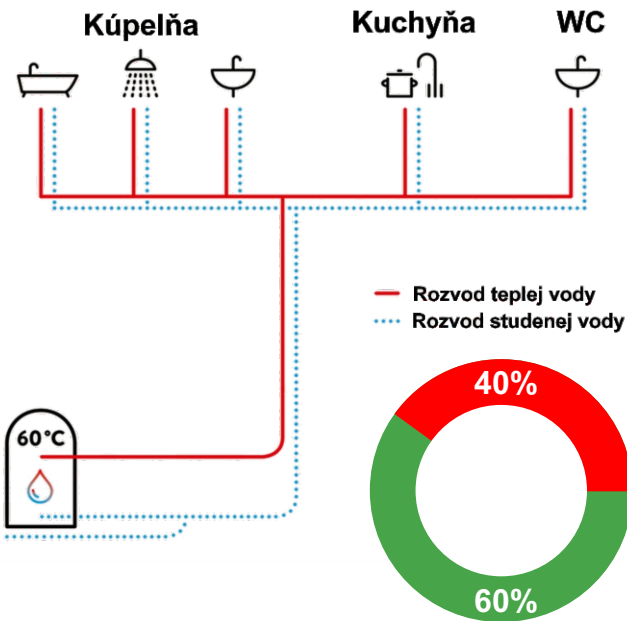 Kúpelňa
Kuchyňa
WC
Rozvod teplej vody
Rozvod studenej vody
40%
60°C
60%